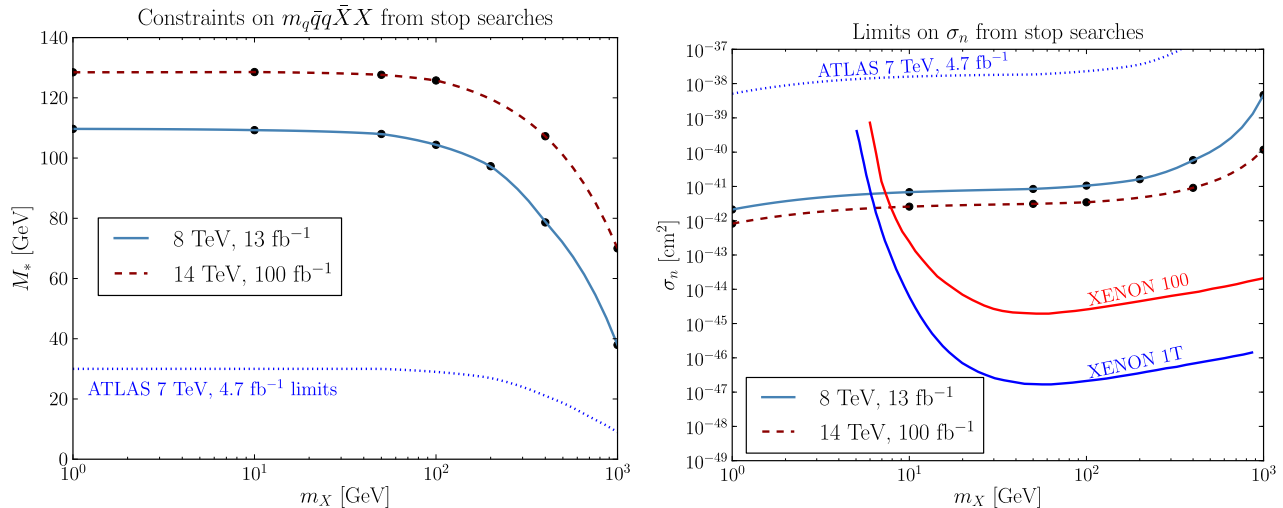 Constraints on $m_q\bar{q}q\bar{X}X$ from stop searches
140
120
100
80
60
40
20
0
M_* [GeV]
8 TeV, 13 fb⁻¹
14 TeV, 100 fb⁻¹
ATLAS 7 TeV, 4.7 fb⁻¹ limits
10⁰ 10¹ 10² 10³
m_X [GeV]
Limits on σ_n from stop searches
10⁻³⁷
10⁻³⁸
10⁻³⁹
10⁻⁴⁰
10⁻⁴¹
10⁻⁴²
10⁻⁴³
10⁻⁴⁴
10⁻⁴⁵
10⁻⁴⁶
10⁻⁴⁷
10⁻⁴⁸
10⁻⁴⁹
σ_n [cm²]
ATLAS 7 TeV, 4.7 fb⁻¹
XENON 100
XENON 1T
8 TeV, 13 fb⁻¹
14 TeV, 100 fb⁻¹
10⁰ 10¹ 10² 10³
m_X [GeV]